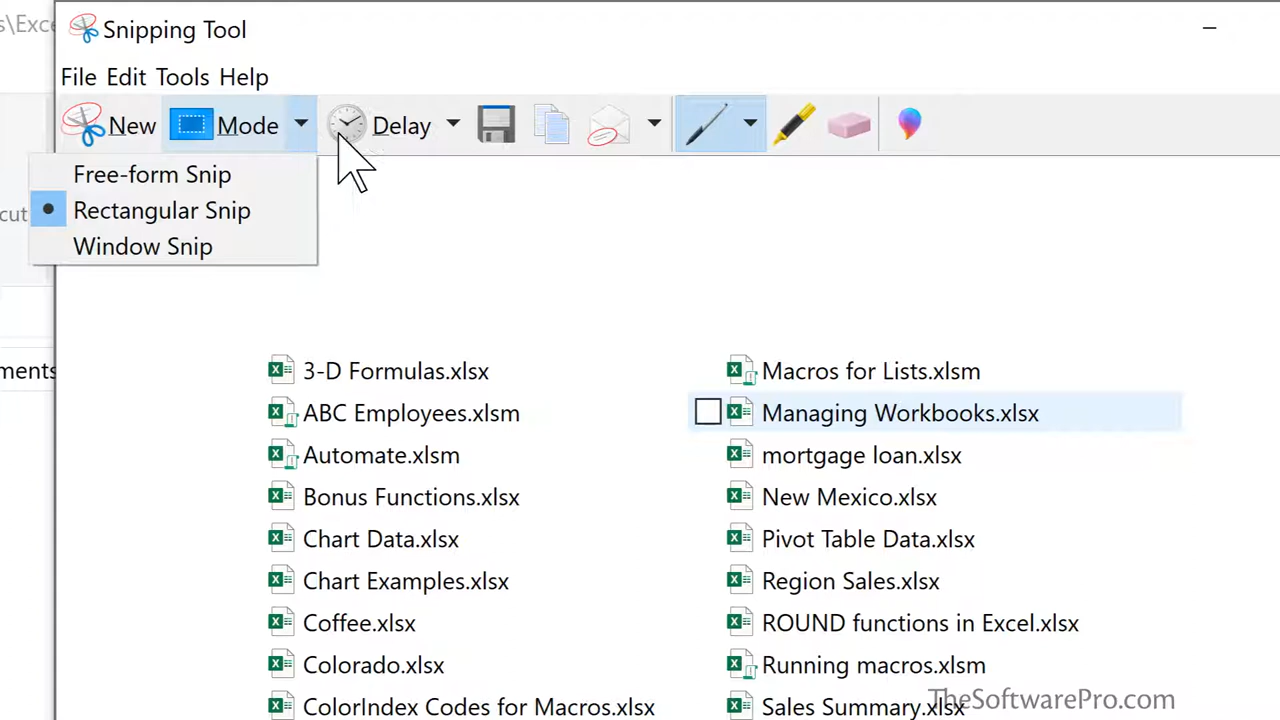 s\Exce
Snipping Tool
File Edit Tools Help
New Mode Delay
Free-form Snip
cut
Rectangular Snip
Window Snip
ments
3-D Formulas.xlsx
ABC Employees.xlsm
Automate.xlsm
Bonus Functions.xlsx
Chart Data.xlsx
Chart Examples.xlsx
Coffee.xlsx
Colorado.xlsx
ColorIndex Codes for Macros.xlsx
Macros for Lists.xlsm
Managing Workbooks.xlsx
mortgage loan.xlsx
New Mexico.xlsx
Pivot Table Data.xlsx
Region Sales.xlsx
ROUND functions in Excel.xlsx
Running macros.xlsm
Sales Summary.xlsx
TheSoftwarePro.com